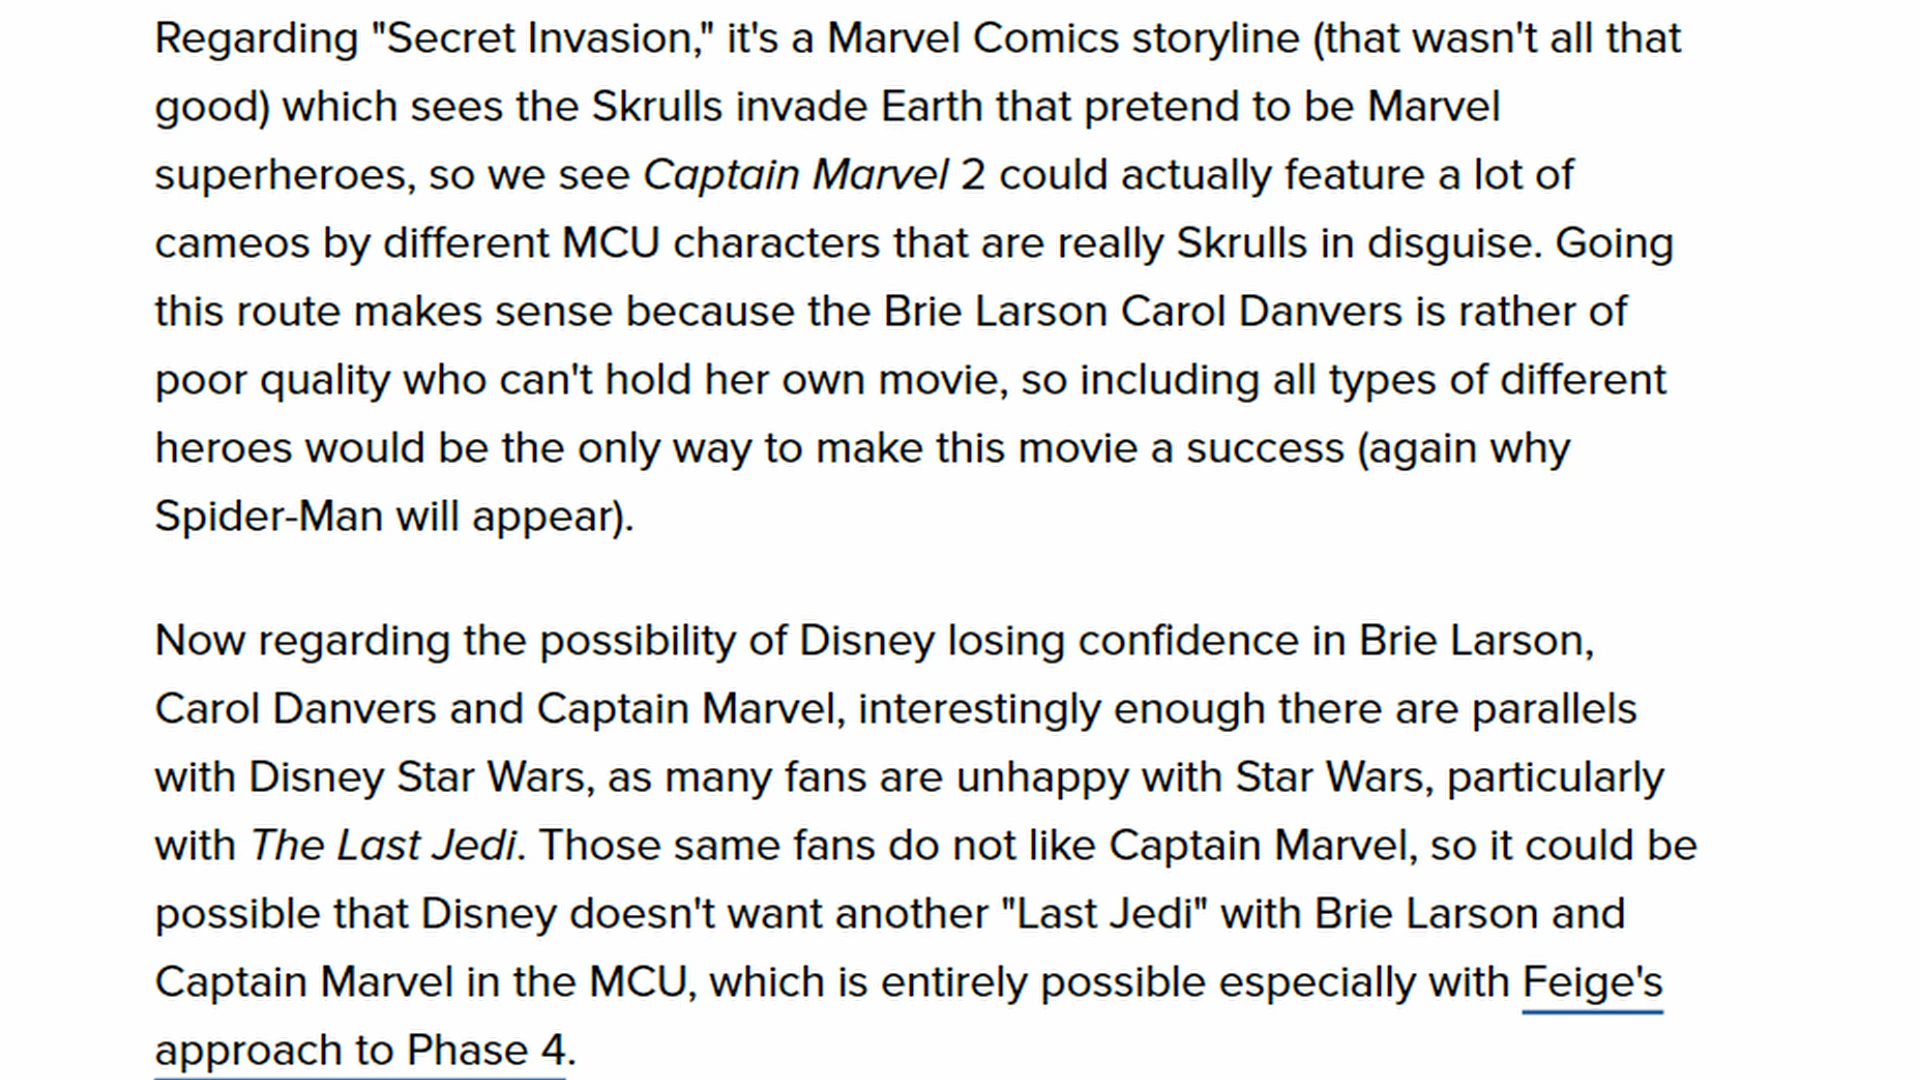 Regarding "Secret Invasion," it's a Marvel Comics storyline (that wasn't all that
good) which sees the Skrulls invade Earth that pretend to be Marvel
superheroes, so we see Captain Marvel 2 could actually feature a lot of
cameos by different MCU characters that are really Skrulls in disguise. Going
this route makes sense because the Brie Larson Carol Danvers is rather of
poor quality who can't hold her own movie, so including all types of different
heroes would be the only way to make this movie a success (again why
Spider-Man will appear).
Now regarding the possibility of Disney losing confidence in Brie Larson,
Carol Danvers and Captain Marvel, interestingly enough there are parallels
with Disney Star Wars, as many fans are unhappy with Star Wars, particularly
with The Last Jedi. Those same fans do not like Captain Marvel, so it could be
possible that Disney doesn't want another "Last Jedi" with Brie Larson and
Captain Marvel in the MCU, which is entirely possible especially with Feige's
approach to Phase 4.